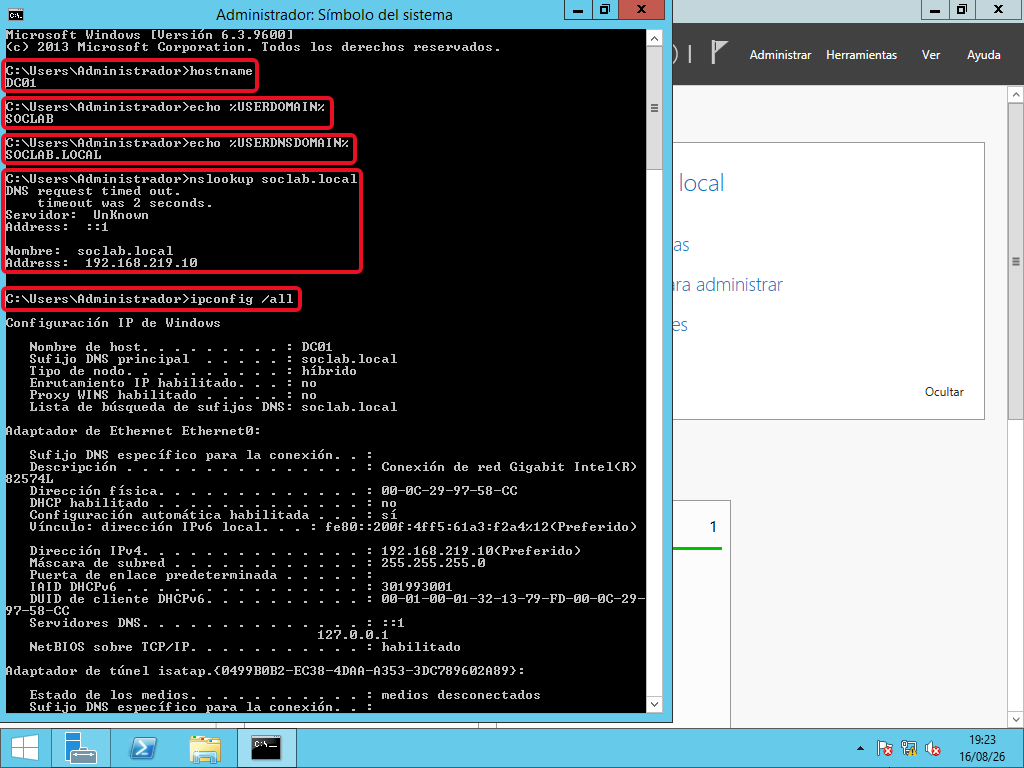 Administrador: Símbolo del sistema
Microsoft Windows [Versión 6.3.9600]
(c) 2013 Microsoft Corporation. Todos los derechos reservados.
C:\Users\Administrador>hostname
DC01
C:\Users\Administrador>echo %USERDOMAIN%
SOCLAB
C:\Users\Administrador>echo %USERDNSDOMAIN%
SOCLAB.LOCAL
C:\Users\Administrador>nslookup soclab.local
DNS request timed out.
    timeout was 2 seconds.
Servidor:  UnKnown
Address:  ::1
Nombre:  soclab.local
Address:  192.168.219.10
C:\Users\Administrador>ipconfig /all
Configuración IP de Windows
   Nombre de host. . . . . . . . . : DC01
   Sufijo DNS principal  . . . . . : soclab.local
   Tipo de nodo. . . . . . . . . . : híbrido
   Enrutamiento IP habilitado. . . : no
   Proxy WINS habilitado . . . . . : no
   Lista de búsqueda de sufijos DNS: soclab.local
Adaptador de Ethernet Ethernet0:
   Sufijo DNS específico para la conexión. . :
   Descripción . . . . . . . . . . . . . . . : Conexión de red Gigabit Intel(R)
82574L
   Dirección física. . . . . . . . . . . . . : 00-0C-29-97-58-CC
   DHCP habilitado . . . . . . . . . . . . . : no
   Configuración automática habilitada . . . : sí
   Vínculo: dirección IPv6 local. . . : fe80::200f:4ff5:61a3:f2a4%12(Preferido)
   Dirección IPv4. . . . . . . . . . . . . . : 192.168.219.10(Preferido)
   Máscara de subred . . . . . . . . . . . . : 255.255.255.0
   Puerta de enlace predeterminada . . . . . :
   IAID DHCPv6 . . . . . . . . . . . . . . . : 301993001
   DUID de cliente DHCPv6. . . . . . . . . . : 00-01-00-01-32-13-79-FD-00-0C-29-
97-58-CC
   Servidores DNS. . . . . . . . . . . . . . : ::1
                                       127.0.0.1
   NetBIOS sobre TCP/IP. . . . . . . . . . . : habilitado
Adaptador de túnel isatap.{0499B0B2-EC38-4DAA-A353-3DC789602A89}:
   Estado de los medios. . . . . . . . . . . : medios desconectados
   Sufijo DNS específico para la conexión. . :
Administrar Herramientas Ver Ayuda
local
as
ara administrar
es
Ocultar
1
19:23
16/08/26